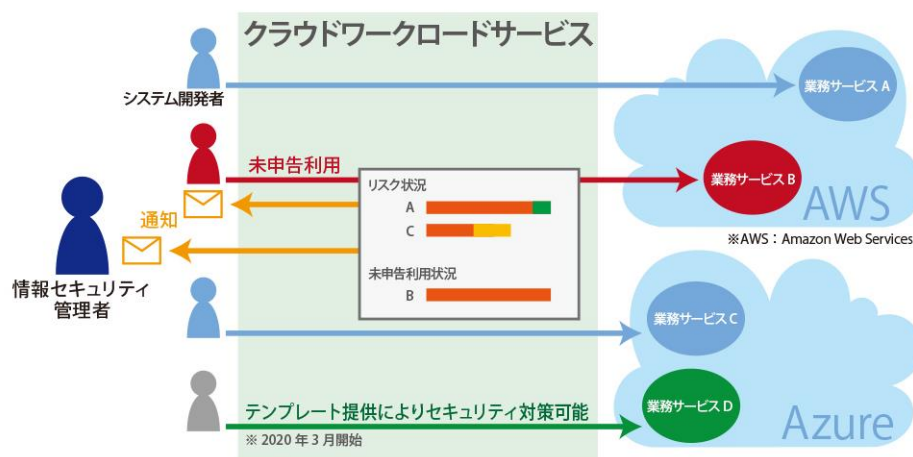 クラウドワークロードサービス
システム開発者
業務サービス A
未申告利用
業務サービス B
リスク状況
A
C
未申告利用状況
B
通知
AWS
※AWS：Amazon Web Services
情報セキュリティ
管理者
業務サービス C
テンプレート提供によりセキュリティ対策可能
※ 2020 年 3 月開始
業務サービス D
Azure